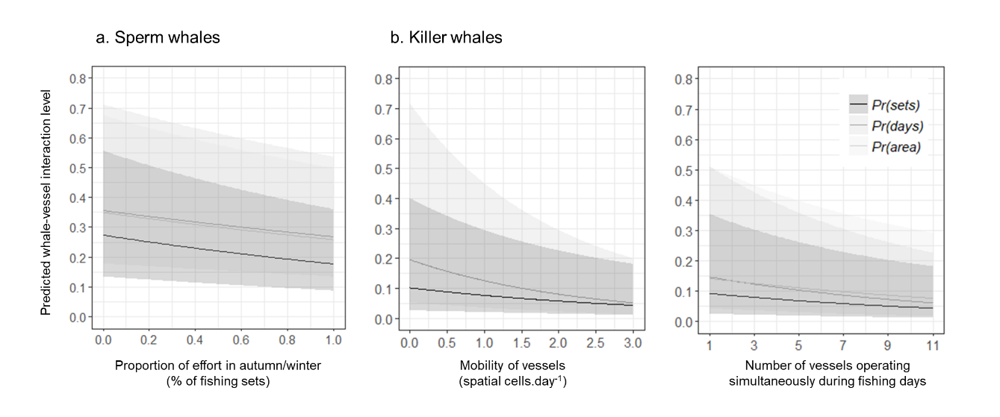 a. Sperm whales
b. Killer whales
Predicted whale-vessel interaction level
0.8
0.7
0.6
0.5
0.4
0.3
0.2
0.1
0.0
0.0 0.2 0.4 0.6 0.8 1.0
Proportion of effort in autumn/winter
(% of fishing sets)
0.8
0.7
0.6
0.5
0.4
0.3
0.2
0.1
0.0
0.0 0.5 1.0 1.5 2.0 2.5 3.0
Mobility of vessels
(spatial cells.day⁻¹)
0.8
0.7
0.6
0.5
0.4
0.3
0.2
0.1
0.0
Pr(sets)
Pr(days)
Pr(area)
1 3 5 7 9 11
Number of vessels operating
simultaneously during fishing days